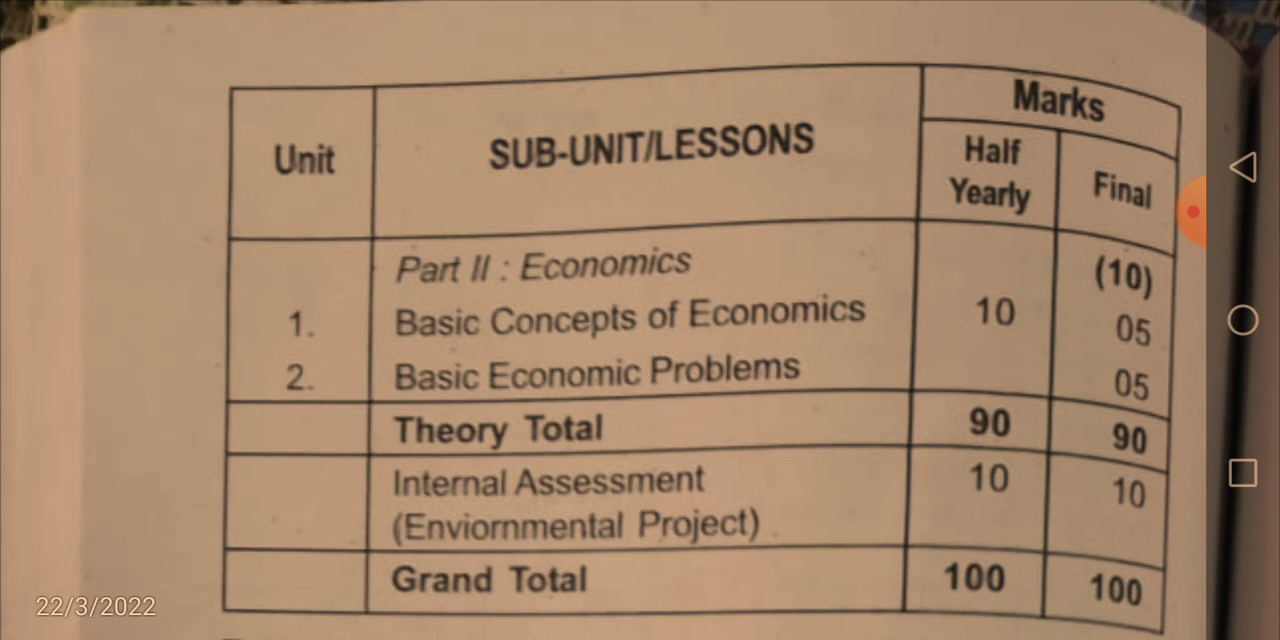 Unit SUB-UNIT/LESSONS Marks
Half Yearly Final
Part II : Economics (10)
1. Basic Concepts of Economics 10 05
2. Basic Economic Problems 05
Theory Total 90 90
Internal Assessment 10 10
(Enviornmental Project)
Grand Total 100 100
22/3/2022